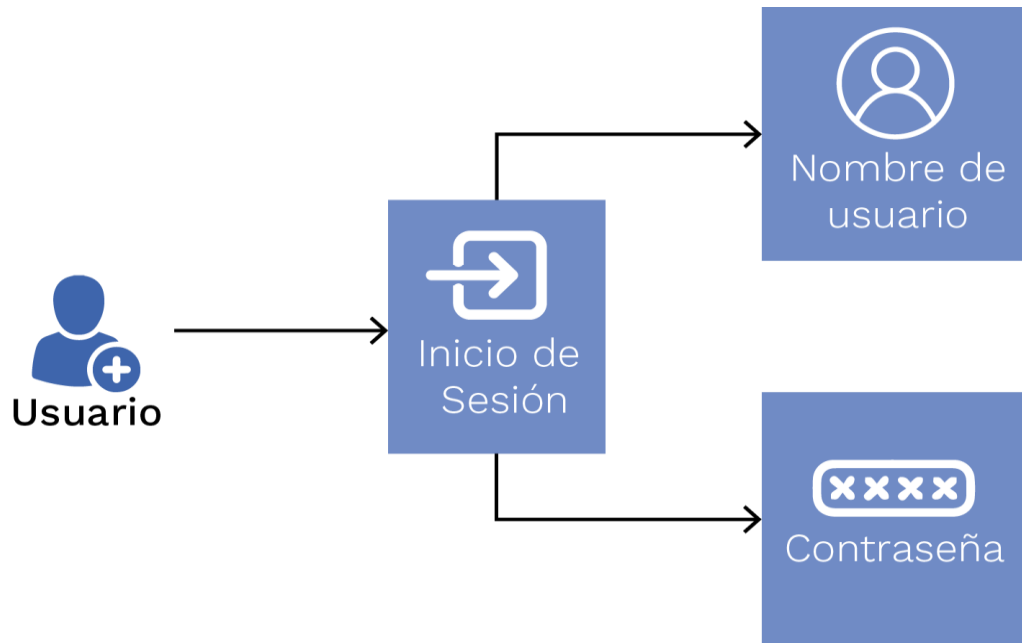 Usuario
Inicio de
Sesión
Nombre de
usuario
Contraseña